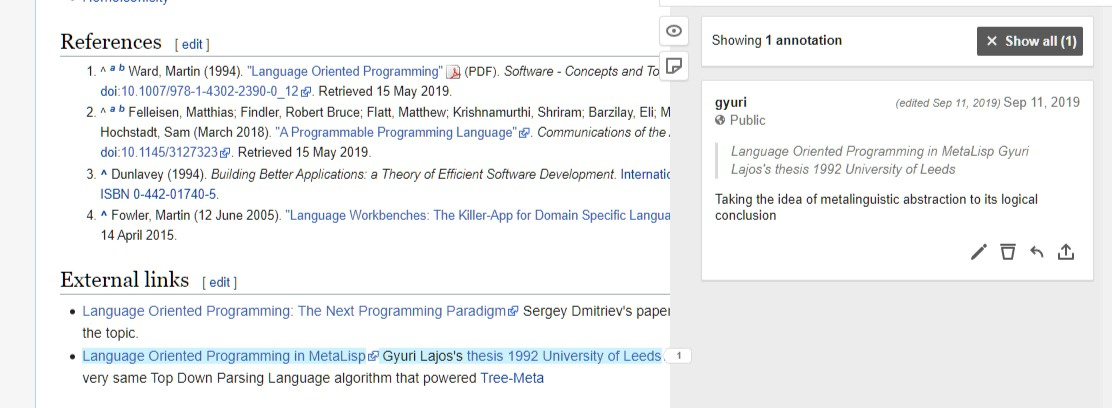 Homoiconicity
References [ edit ]
1. ^ a b Ward, Martin (1994). "Language Oriented Programming" (PDF). Software - Concepts and To
doi:10.1007/978-1-4302-2390-0_12. Retrieved 15 May 2019.
2. ^ a b Felleisen, Matthias; Findler, Robert Bruce; Flatt, Matthew; Krishnamurthi, Shriram; Barzilay, Eli; M
Hochstadt, Sam (March 2018). "A Programmable Programming Language". Communications of the
doi:10.1145/3127323. Retrieved 15 May 2019.
3. ^ Dunlavey (1994). Building Better Applications: a Theory of Efficient Software Development. Internatio
ISBN 0-442-01740-5.
4. ^ Fowler, Martin (12 June 2005). "Language Workbenches: The Killer-App for Domain Specific Langua
14 April 2015.
External links [ edit ]
• Language Oriented Programming: The Next Programming Paradigm Sergey Dmitriev's paper
the topic.
• Language Oriented Programming in MetaLisp Gyuri Lajos's thesis 1992 University of Leeds
very same Top Down Parsing Language algorithm that powered Tree-Meta
1
Showing 1 annotation
× Show all (1)
gyuri
(edited Sep 11, 2019) Sep 11, 2019
Public
Language Oriented Programming in MetaLisp Gyuri
Lajos's thesis 1992 University of Leeds
Taking the idea of metalinguistic abstraction to its logical
conclusion